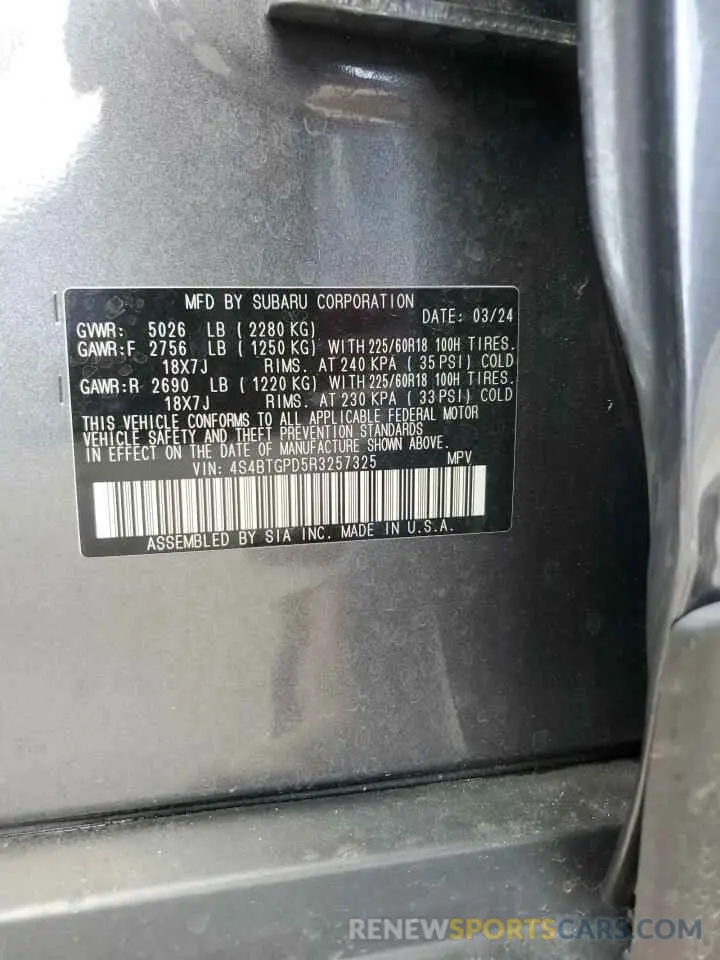 MFD BY SUBARU CORPORATION
DATE: 03/24
GVWR: 5026 LB ( 2280 KG)
GAWR:F 2756 LB ( 1250 KG) WITH 225/60R18 100H TIRES.
18X7J RIMS. AT 240 KPA ( 35 PSI) COLD
GAWR:R 2690 LB ( 1220 KG) WITH 225/60R18 100H TIRES.
18X7J RIMS. AT 230 KPA ( 33 PSI) COLD
THIS VEHICLE CONFORMS TO ALL APPLICABLE FEDERAL MOTOR
VEHICLE SAFETY AND THEFT PREVENTION STANDARDS
IN EFFECT ON THE DATE OF MANUFACTURE SHOWN ABOVE.
VIN: 4S4BTGPD5R3257325 MPV
ASSEMBLED BY SIA INC. MADE IN U.S.A.
RENEWSPORTSCARS.COM